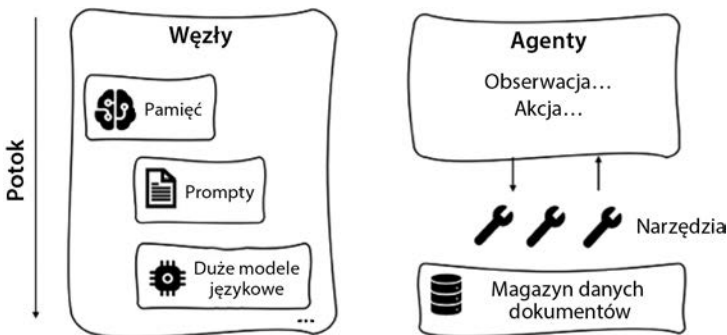 Potok
Węzły
Pamięć
Prompty
Duże modele
językowe
...
Agenty
Obserwacja...
Akcja...
Narzędzia
Magazyn danych
dokumentów